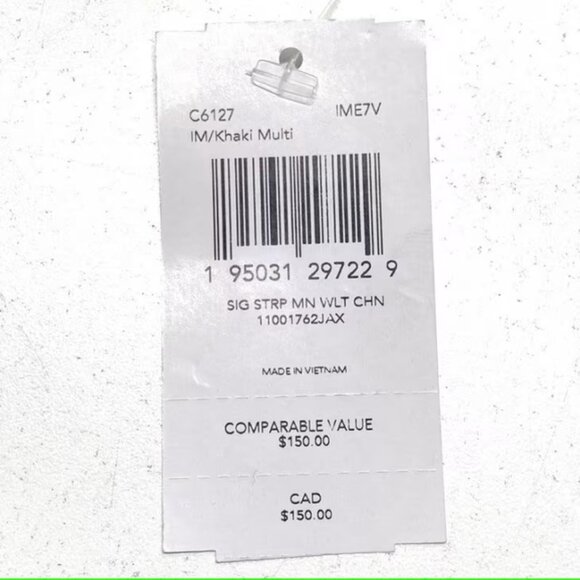 C6127 IME7V
IM/Khaki Multi
1 95031 29722 9
SIG STRP MN WLT CHN
11001762JAX
MADE IN VIETNAM
COMPARABLE VALUE
$150.00
CAD
$150.00